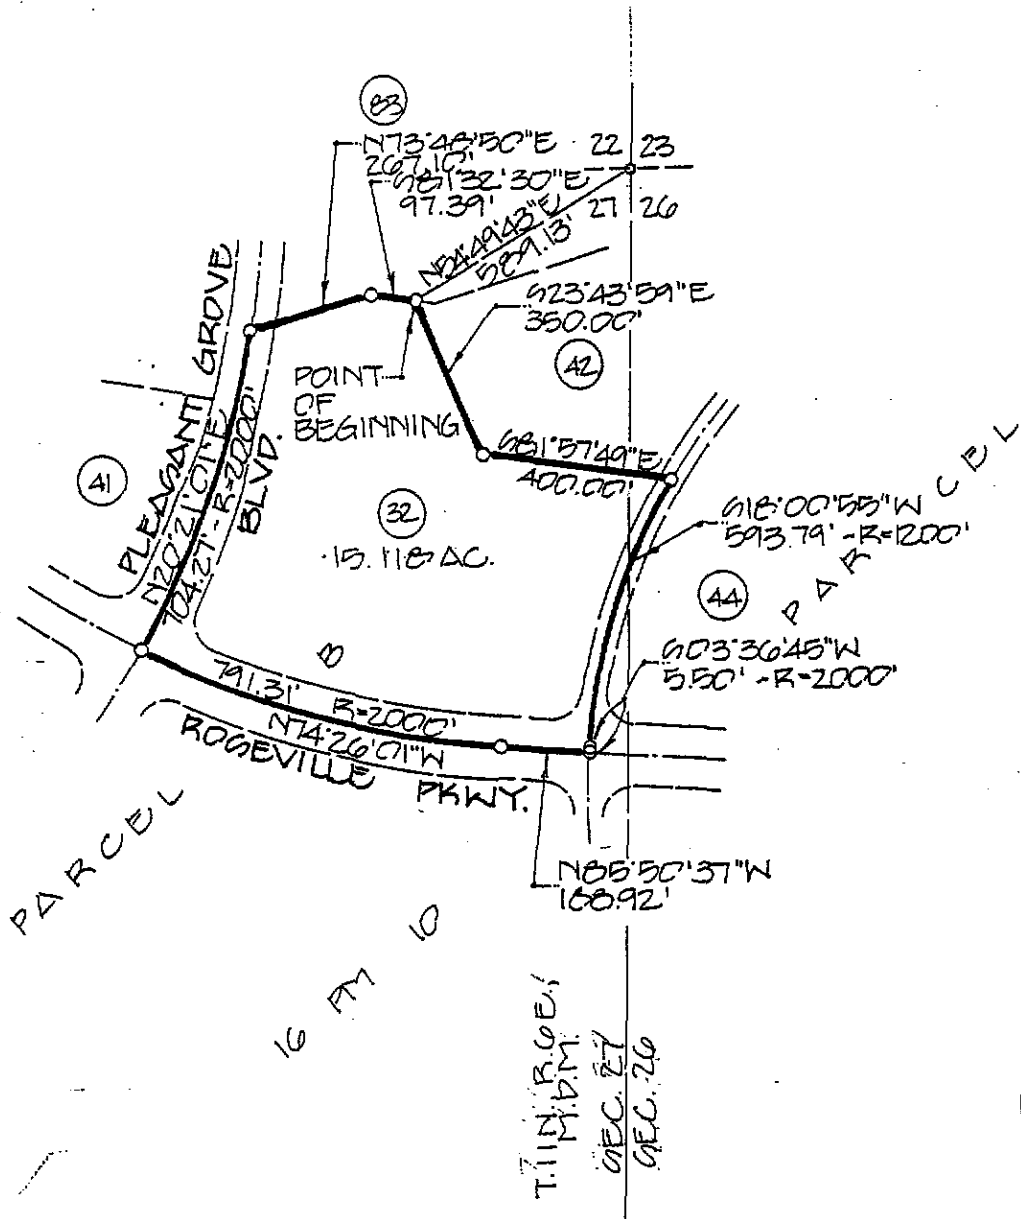 83
N73°48'50"E
267.10'
S81°32'30"E
97.39'
22 23
27 26
N54°49'43"E
589.13'
S23°43'59"E
350.00'
42
POINT
OF
BEGINNING
S81°57'49"E
400.00'
PLEASANT GROVE
BLVD.
N20°21'01"E
704.27' - R=2000'
41
32
15.118 AC.
S18°00'55"W
593.79' - R=1200'
44
PARCEL
S03°36'45"W
5.50' - R=2000'
B
791.31' R=2000'
N74°26'01"W
ROSEVILLE PKWY.
N85°50'37"W
168.92'
PARCEL
16 PM 10
T.11N., R.6E.,
M.D.M.
SEC. 27
SEC. 26